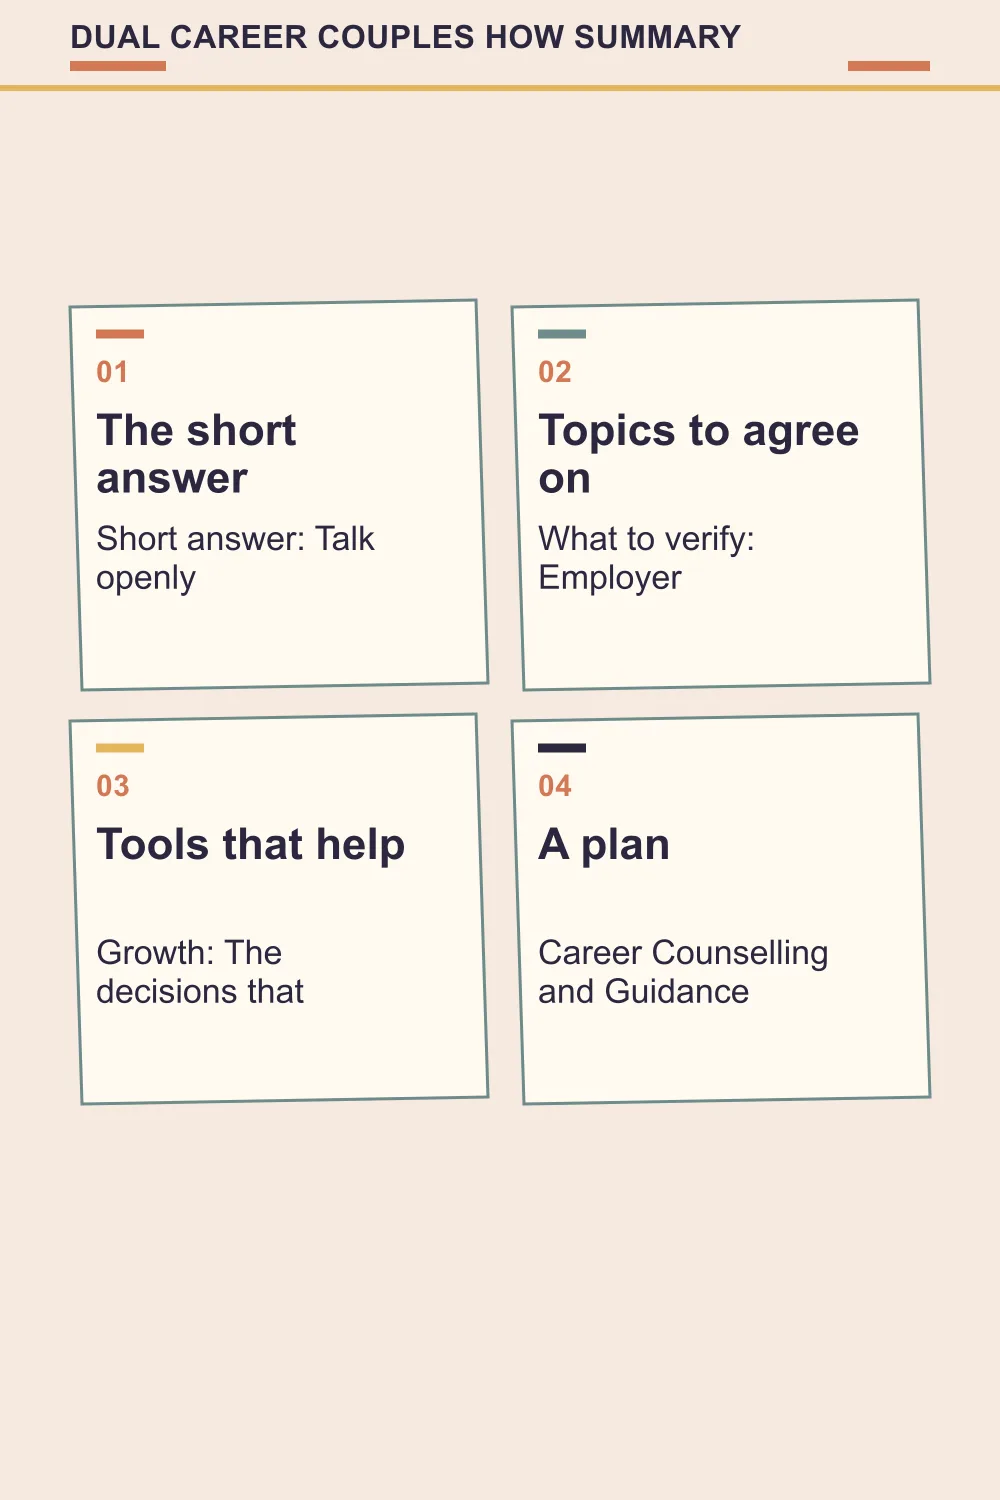 DUAL CAREER COUPLES HOW SUMMARY
01
The short
answer
Short answer: Talk
openly
02
Topics to agree
on
What to verify:
Employer
03
Tools that help
Growth: The
decisions that
04
A plan
Career Counselling
and Guidance